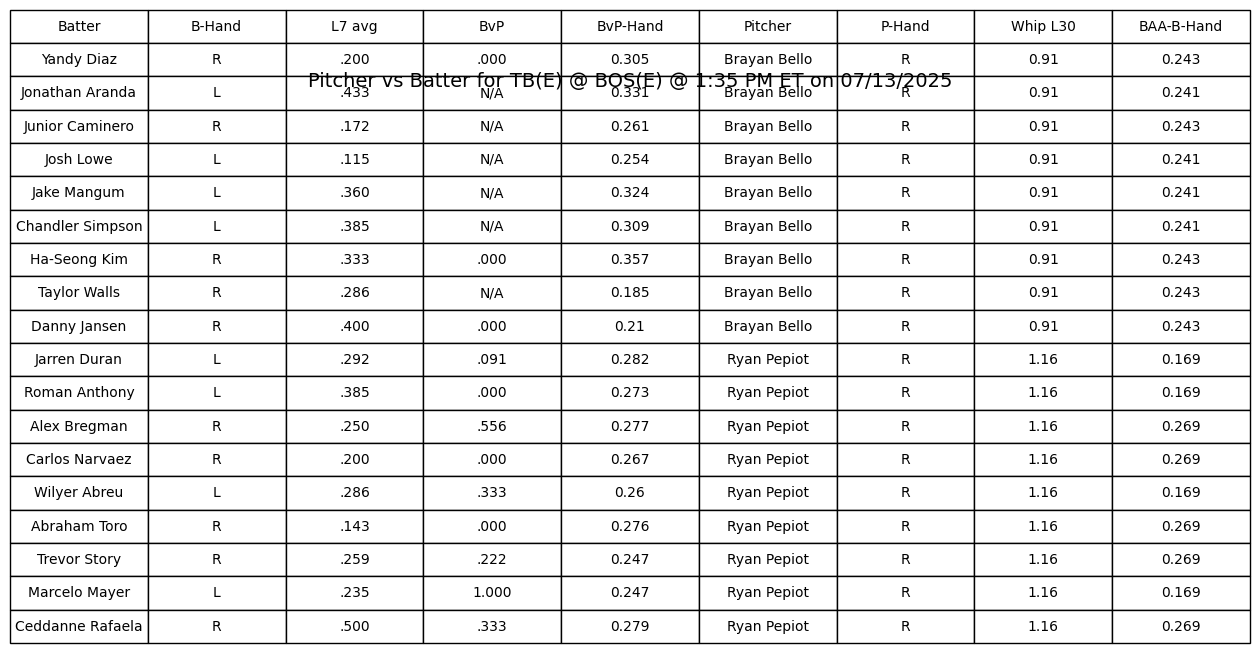 Batter B-Hand L7 avg BvP BvP-Hand Pitcher P-Hand Whip L30 BAA-B-Hand
Yandy Diaz R .200 .000 0.305 Brayan Bello R 0.91 0.243
Pitcher vs Batter for TB(E) @ BOS(E) @ 1:35 PM ET on 07/13/2025
Jonathan Aranda L .433 N/A 0.331 Brayan Bello R 0.91 0.241
Junior Caminero R .172 N/A 0.261 Brayan Bello R 0.91 0.243
Josh Lowe L .115 N/A 0.254 Brayan Bello R 0.91 0.241
Jake Mangum L .360 N/A 0.324 Brayan Bello R 0.91 0.241
Chandler Simpson L .385 N/A 0.309 Brayan Bello R 0.91 0.241
Ha-Seong Kim R .333 .000 0.357 Brayan Bello R 0.91 0.243
Taylor Walls R .286 N/A 0.185 Brayan Bello R 0.91 0.243
Danny Jansen R .400 .000 0.21 Brayan Bello R 0.91 0.243
Jarren Duran L .292 .091 0.282 Ryan Pepiot R 1.16 0.169
Roman Anthony L .385 .000 0.273 Ryan Pepiot R 1.16 0.169
Alex Bregman R .250 .556 0.277 Ryan Pepiot R 1.16 0.269
Carlos Narvaez R .200 .000 0.267 Ryan Pepiot R 1.16 0.269
Wilyer Abreu L .286 .333 0.26 Ryan Pepiot R 1.16 0.169
Abraham Toro R .143 .000 0.276 Ryan Pepiot R 1.16 0.269
Trevor Story R .259 .222 0.247 Ryan Pepiot R 1.16 0.269
Marcelo Mayer L .235 1.000 0.247 Ryan Pepiot R 1.16 0.169
Ceddanne Rafaela R .500 .333 0.279 Ryan Pepiot R 1.16 0.269